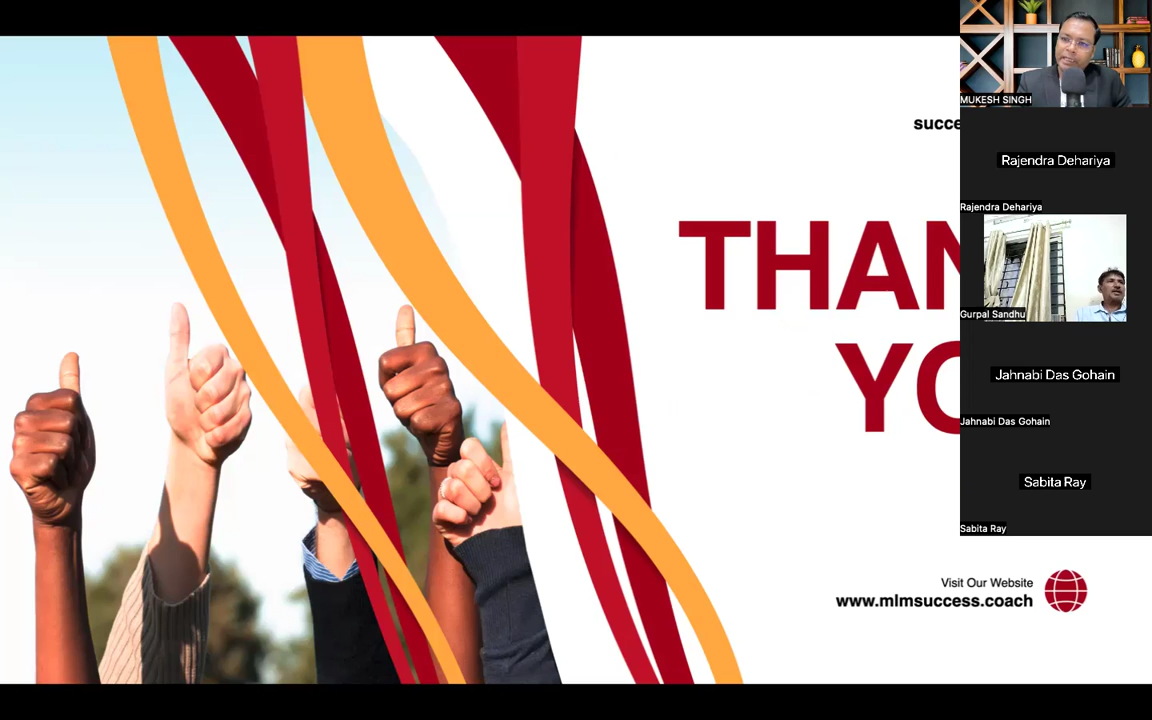 succe
THAN
YO
Visit Our Website
www.mlmsuccess.coach
MUKESH SINGH
Rajendra Dehariya
Rajendra Dehariya
Gurpal Sandhu
Jahnabi Das Gohain
Jahnabi Das Gohain
Sabita Ray
Sabita Ray